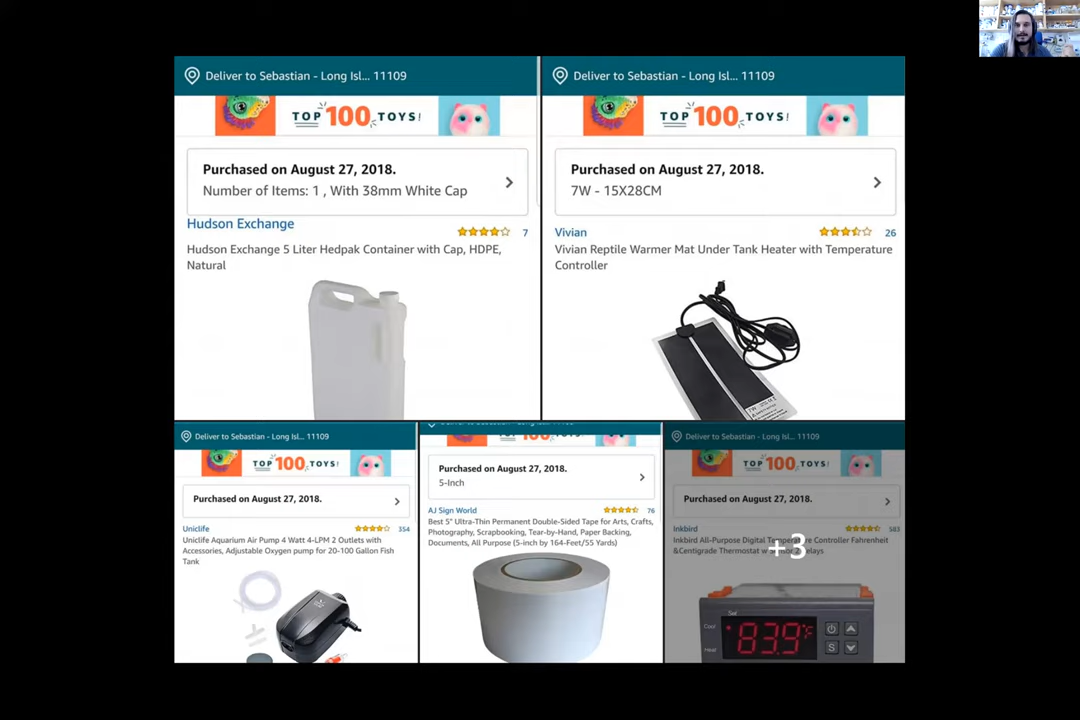 Deliver to Sebastian - Long Isl... 11109
TOP 100 TOYS!
Purchased on August 27, 2018.
Number of Items: 1 , With 38mm White Cap
Hudson Exchange
7
Hudson Exchange 5 Liter Hedpak Container with Cap, HDPE,
Natural
Deliver to Sebastian - Long Isl... 11109
TOP 100 TOYS!
Purchased on August 27, 2018.
7W - 15X28CM
Vivian
26
Vivian Reptile Warmer Mat Under Tank Heater with Temperature
Controller
Deliver to Sebastian - Long Isl... 11109
TOP 100 TOYS!
Purchased on August 27, 2018.
Uniclife
354
Uniclife Aquarium Air Pump 4 Watt 4-LPM 2 Outlets with
Accessories, Adjustable Oxygen pump for 20-100 Gallon Fish
Tank
Purchased on August 27, 2018.
5-Inch
AJ Sign World
76
Best 5" Ultra-Thin Permanent Double-Sided Tape for Arts, Crafts,
Photography, Scrapbooking, Tear-by-Hand, Paper Backing,
Documents, All Purpose (5-inch by 164-Feet/55 Yards)
Deliver to Sebastian - Long Isl... 11109
TOP 100 TOYS!
Purchased on August 27, 2018.
Inkbird
583
Inkbird All-Purpose Digital Temperature Controller Fahrenheit
&Centigrade Thermostat w Sensor 2 Relays
+3
Set
Cool
Heat
83.9°F
S